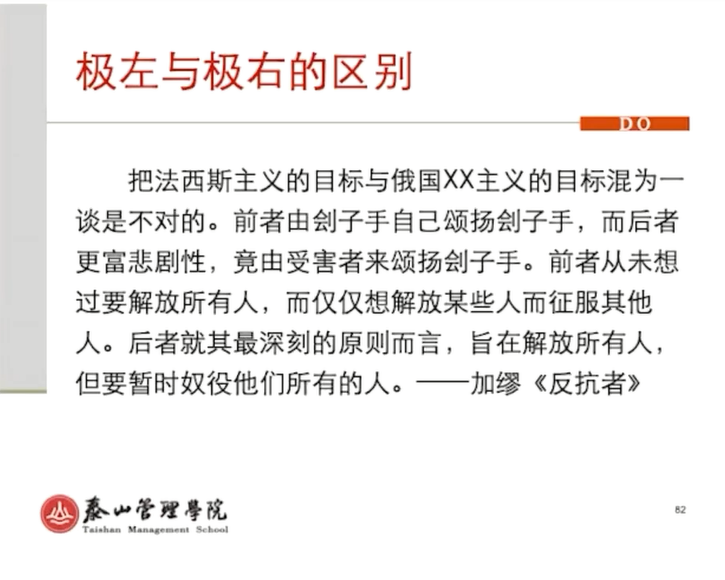 极左与极右的区别
DO
把法西斯主义的目标与俄国XX主义的目标混为一
谈是不对的。前者由刽子手自己颂扬刽子手，而后者
更富悲剧性，竟由受害者来颂扬刽子手。前者从未想
过要解放所有人，而仅仅想解放某些人而征服其他
人。后者就其最深刻的原则而言，旨在解放所有人，
但要暂时奴役他们所有的人。——加缪《反抗者》
泰山管理學院
Taishan Management School
82